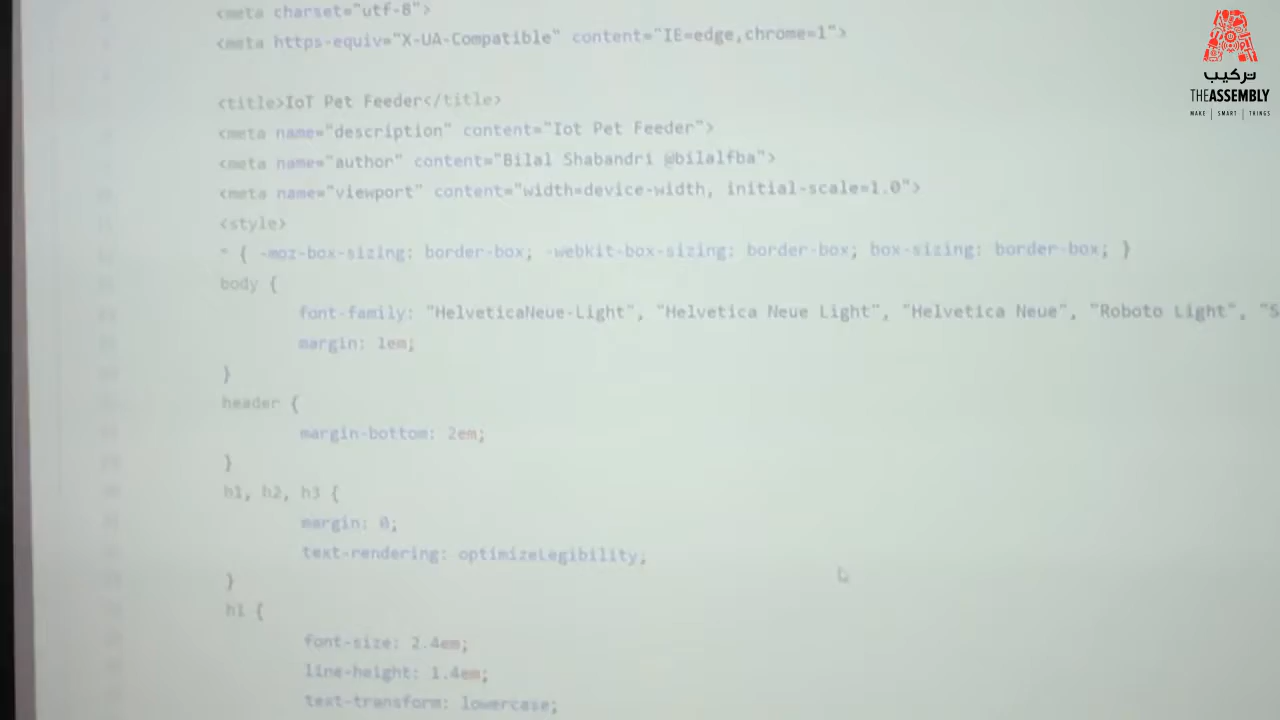 <meta charset="utf-8">
<meta https-equiv="X-UA-Compatible" content="IE=edge,chrome=1">
<title>IoT Pet Feeder</title>
<meta name="description" content="Iot Pet Feeder">
<meta name="author" content="Bilal Shabandri @bilalfba">
<meta name="viewport" content="width=device-width, initial-scale=1.0">
<style>
* { -moz-box-sizing: border-box; -webkit-box-sizing: border-box; box-sizing: border-box; }
body {
font-family: "HelveticaNeue-Light", "Helvetica Neue Light", "Helvetica Neue", "Roboto Light", "S
margin: 1em;
}
header {
margin-bottom: 2em;
}
h1, h2, h3 {
margin: 0;
text-rendering: optimizeLegibility;
}
h1 {
font-size: 2.4em;
line-height: 1.4em;
text-transform: lowercase;
تركيب
THEASSEMBLY
MAKE | SMART | THINGS